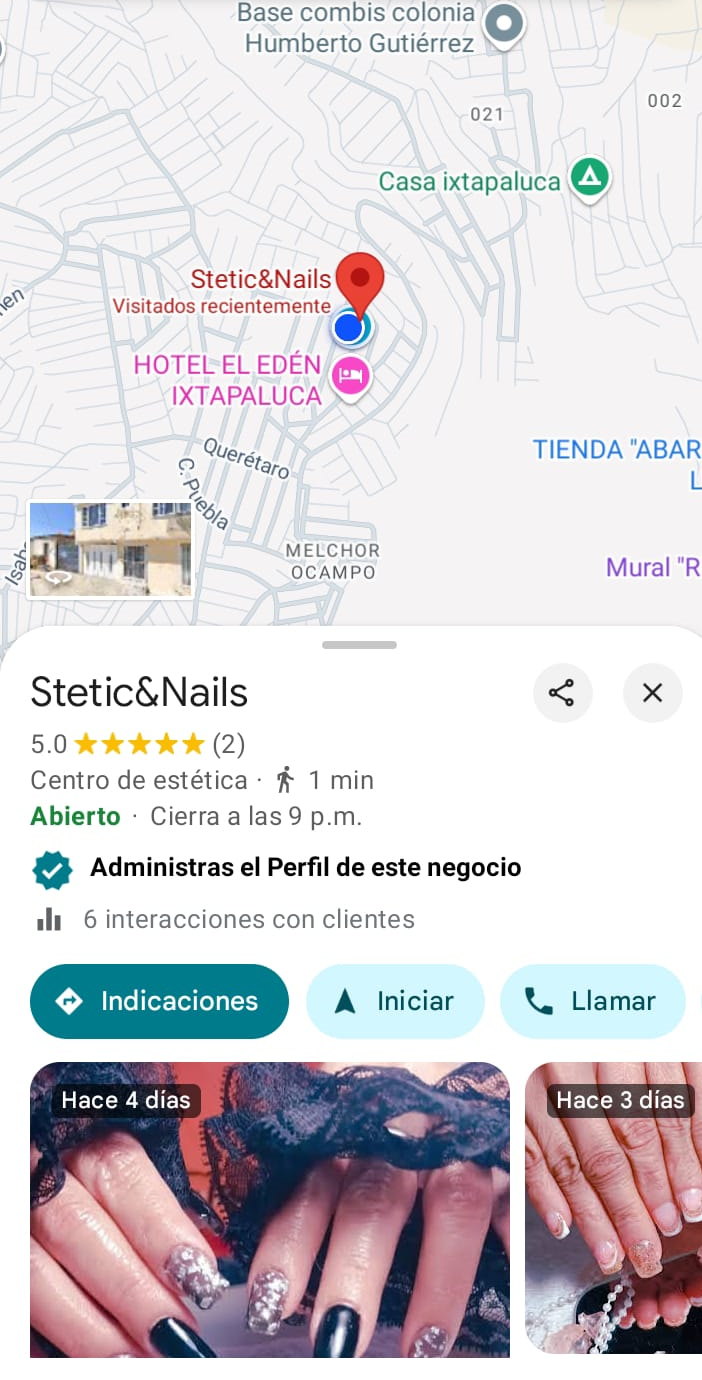 Base combis colonia
Humberto Gutiérrez
002
021
Casa ixtapaluca
Stetic&Nails
Visitados recientemente
HOTEL EL EDÉN
IXTAPALUCA
Querétaro
C. Puebla
TIENDA "ABAR
L
MELCHOR
OCAMPO
Mural "R
Isab
Stetic&Nails
5.0 ★★★★★ (2)
Centro de estética · 1 min
Abierto · Cierra a las 9 p.m.
Administras el Perfil de este negocio
6 interacciones con clientes
Indicaciones
Iniciar
Llamar
Hace 4 días
Hace 3 días